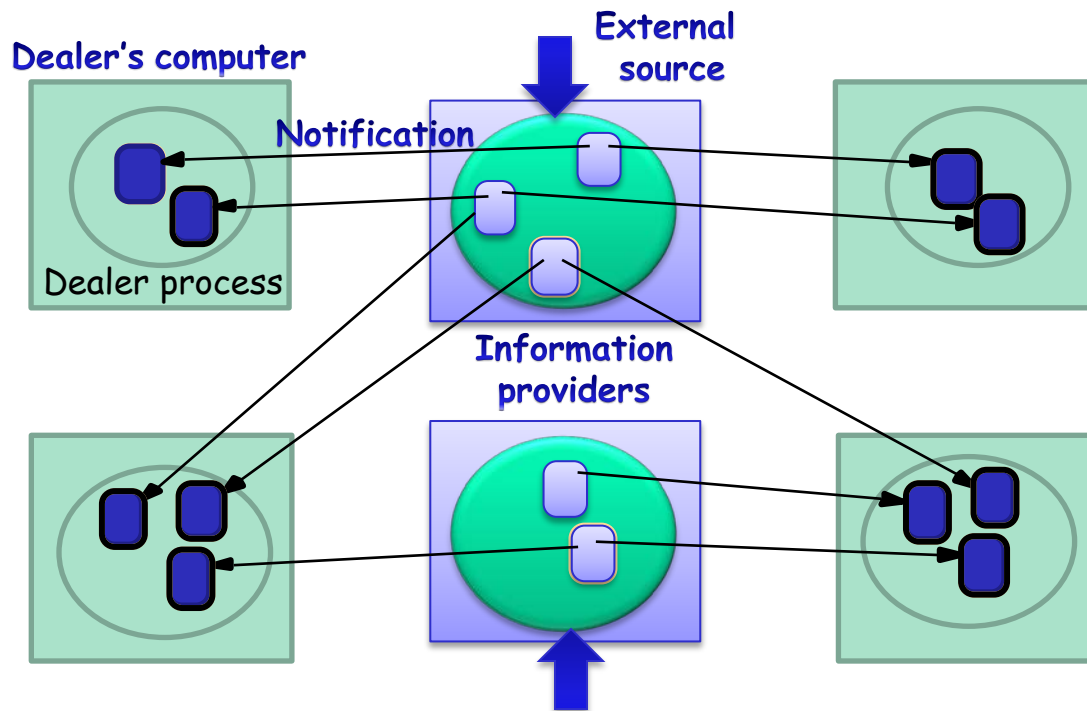 External
source
Dealer's computer
Notification
Dealer process
Information
providers